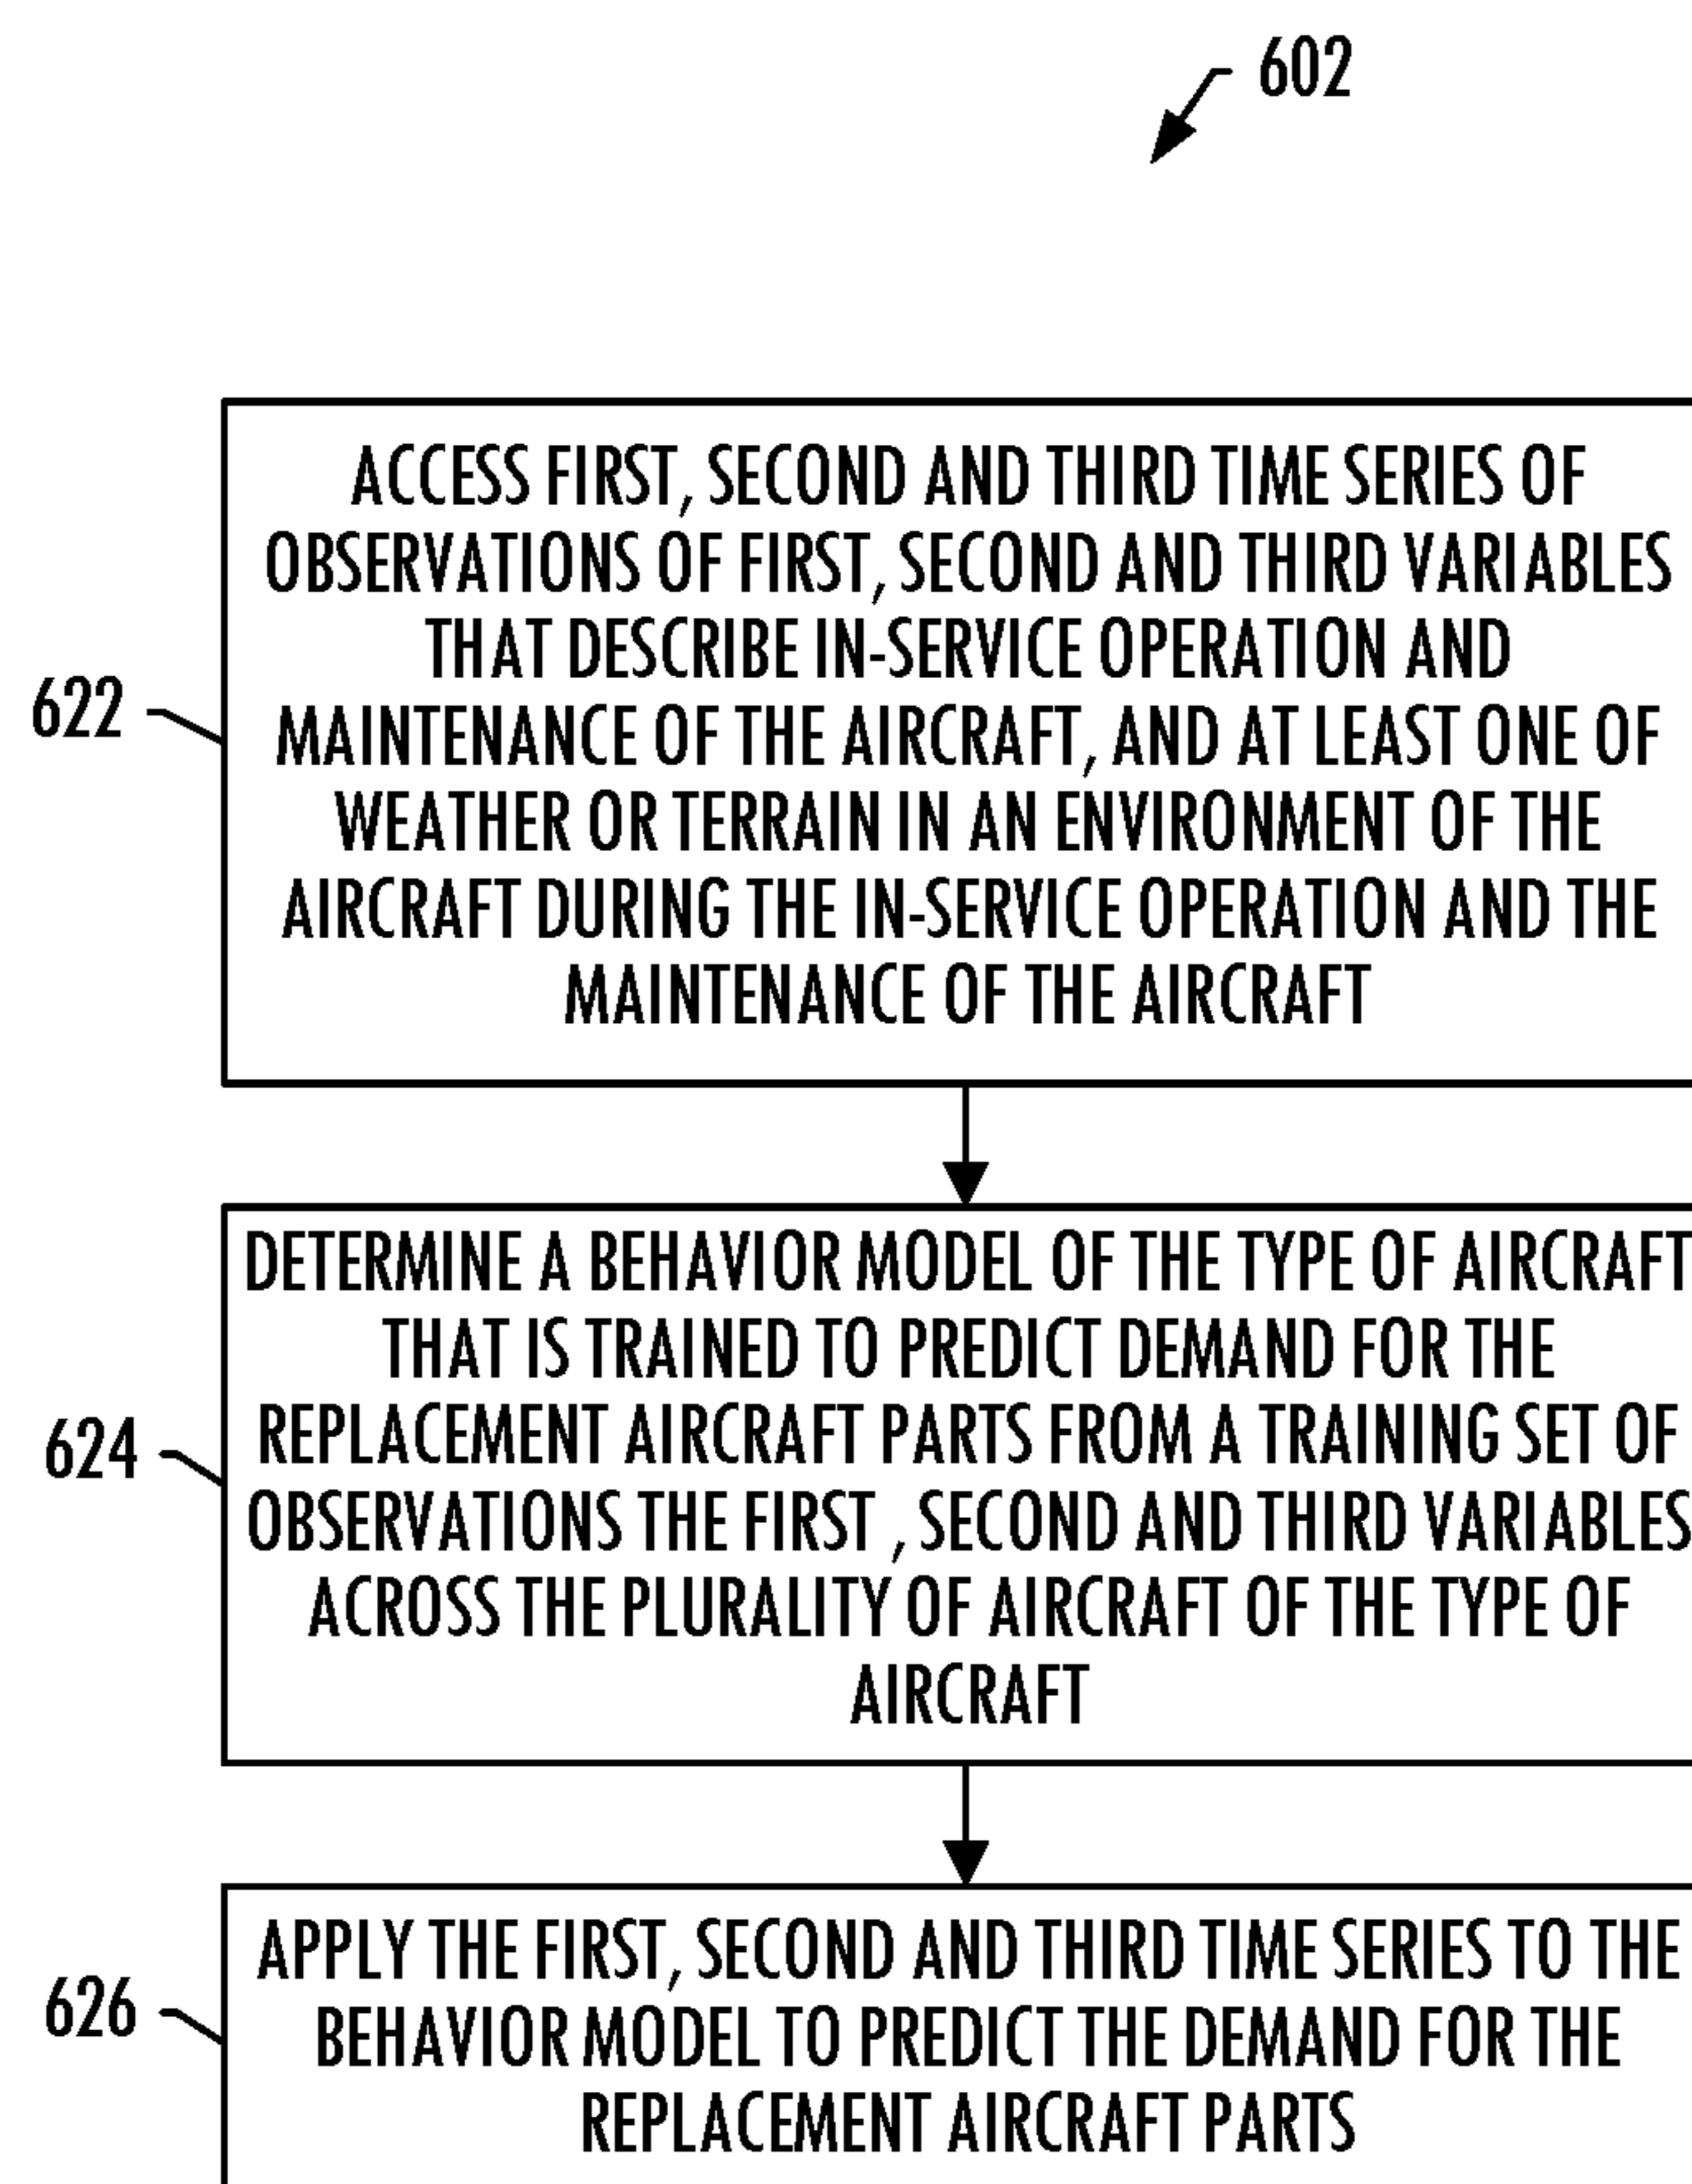 602
ACCESS FIRST, SECOND AND THIRD TIME SERIES OF
OBSERVATIONS OF FIRST, SECOND AND THIRD VARIABLES
THAT DESCRIBE IN-SERVICE OPERATION AND
MAINTENANCE OF THE AIRCRAFT, AND AT LEAST ONE OF
WEATHER OR TERRAIN IN AN ENVIRONMENT OF THE
AIRCRAFT DURING THE IN-SERVICE OPERATION AND THE
MAINTENANCE OF THE AIRCRAFT
622
DETERMINE A BEHAVIOR MODEL OF THE TYPE OF AIRCRAFT
THAT IS TRAINED TO PREDICT DEMAND FOR THE
REPLACEMENT AIRCRAFT PARTS FROM A TRAINING SET OF
OBSERVATIONS THE FIRST , SECOND AND THIRD VARIABLES
ACROSS THE PLURALITY OF AIRCRAFT OF THE TYPE OF
AIRCRAFT
624
APPLY THE FIRST, SECOND AND THIRD TIME SERIES TO THE
BEHAVIOR MODEL TO PREDICT THE DEMAND FOR THE
REPLACEMENT AIRCRAFT PARTS
626